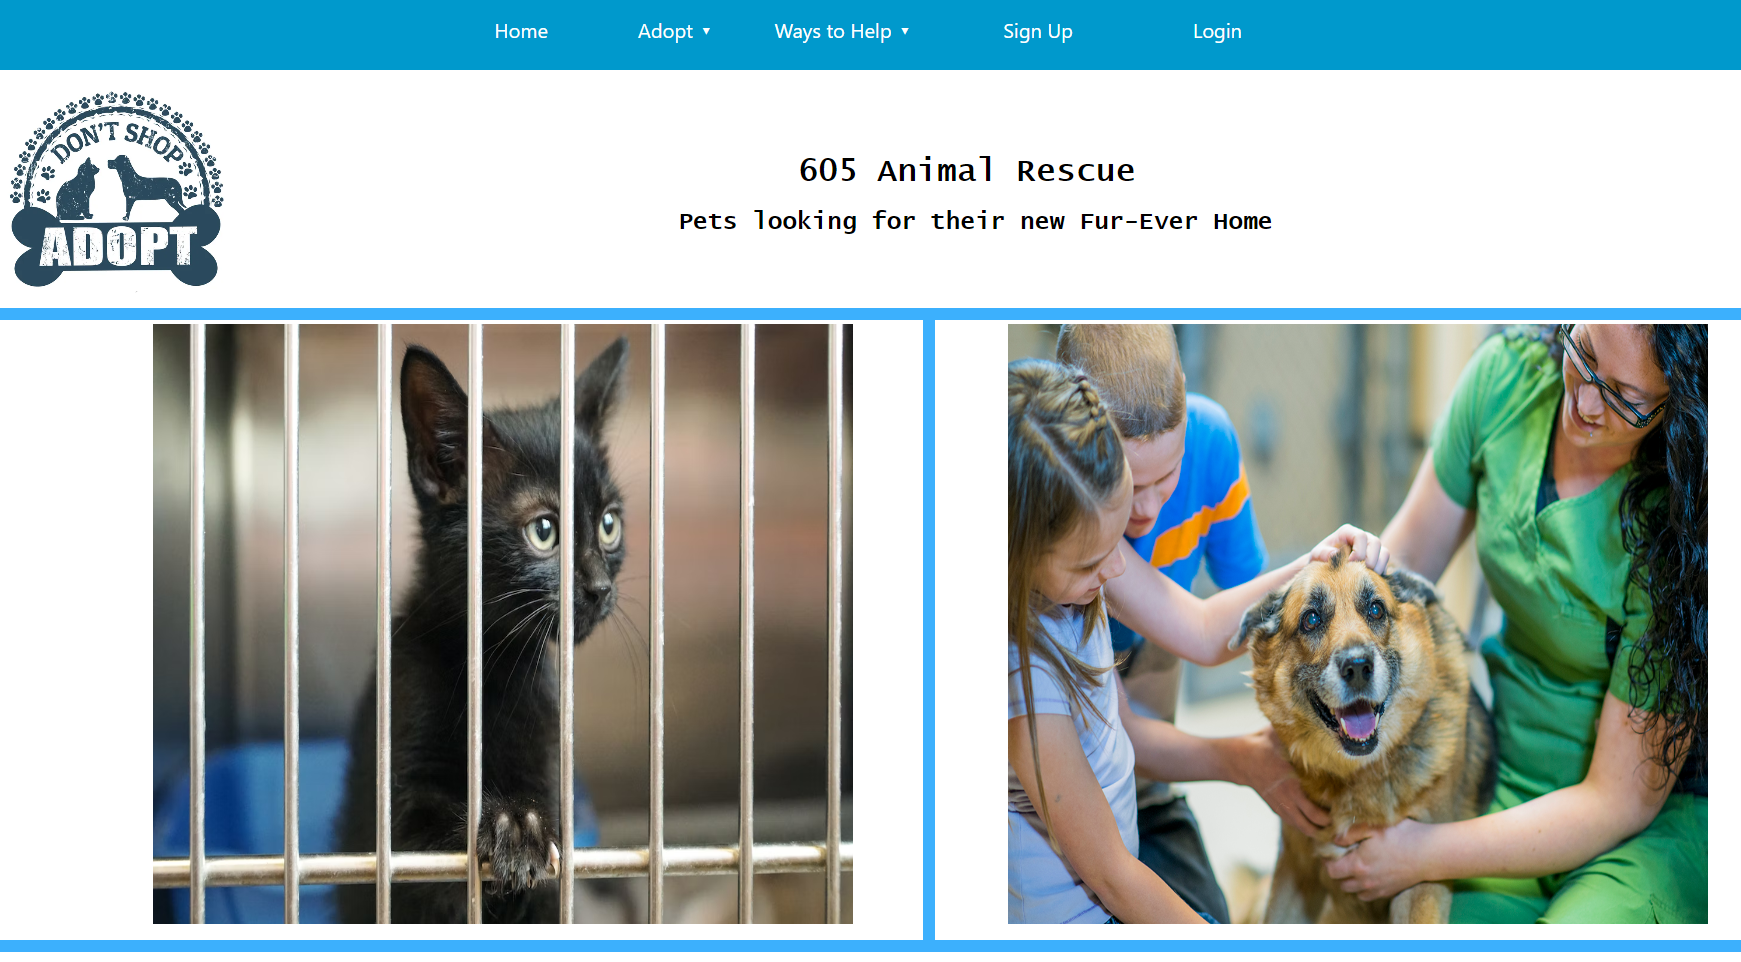 Home
Adopt ▼
Ways to Help ▼
Sign Up
Login
DON'T SHOP
ADOPT
605 Animal Rescue
Pets looking for their new Fur-Ever Home